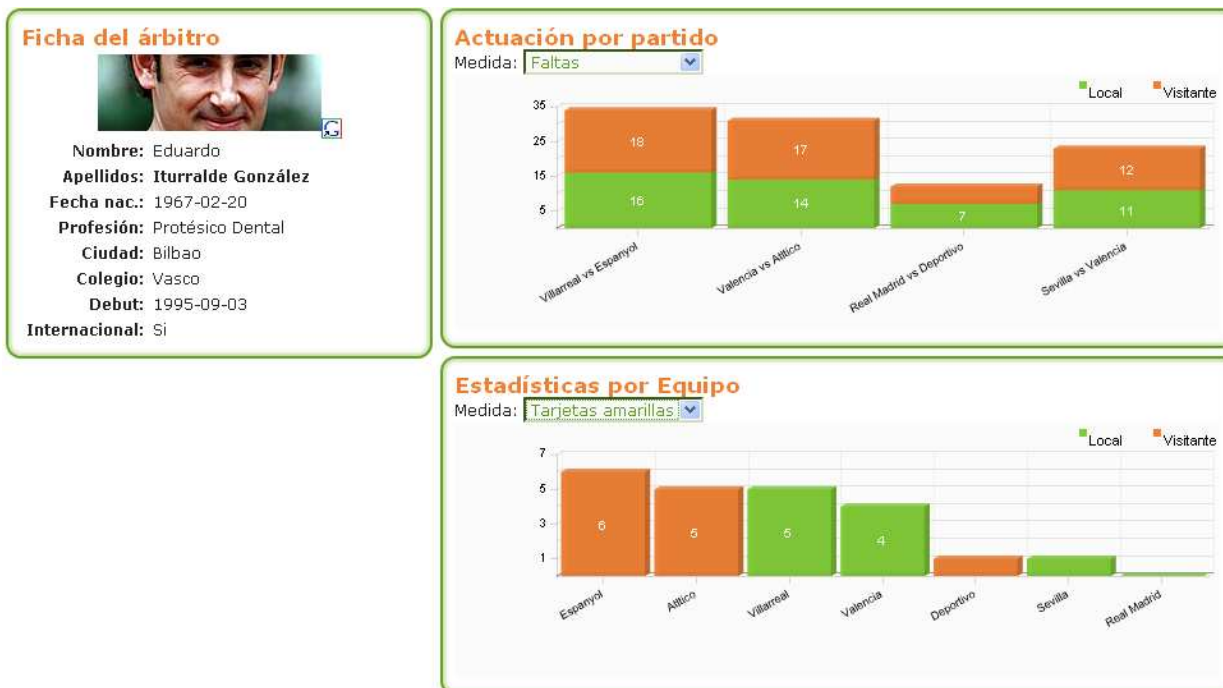 Ficha del árbitro
Nombre: Eduardo
Apellidos: Iturralde González
Fecha nac.: 1967-02-20
Profesión: Protésico Dental
Ciudad: Bilbao
Colegio: Vasco
Debut: 1995-09-03
Internacional: Si
Actuación por partido
Medida: Faltas
Local Visitante
35
25
15
5
18 17 12
16 14 7 11
Villarreal vs Espanyol
Valencia vs Atltico
Real Madrid vs Deportivo
Sevilla vs Valencia
Estadísticas por Equipo
Medida: Tarjetas amarillas
Local Visitante
7
5
3
1
6 5 5 4
Espanyol
Atltico
Villarreal
Valencia
Deportivo
Sevilla
Real Madrid